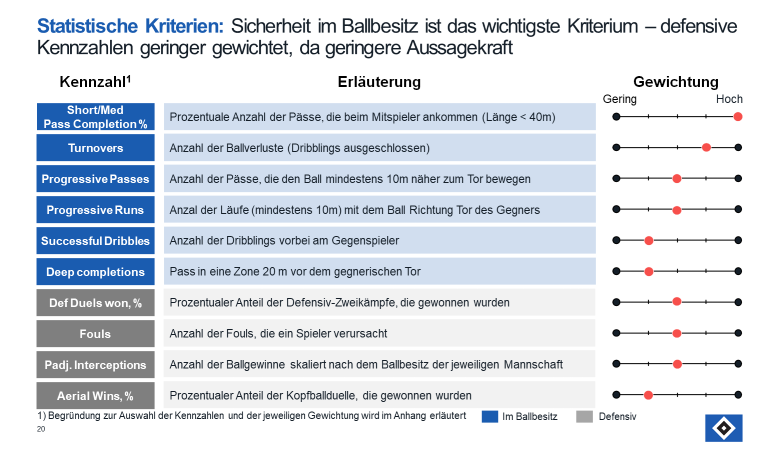 Statistische Kriterien: Sicherheit im Ballbesitz ist das wichtigste Kriterium – defensive
Kennzahlen geringer gewichtet, da geringere Aussagekraft
Kennzahl1 Erläuterung Gewichtung
Gering Hoch
Short/Med
Pass Completion % Prozentuale Anzahl der Pässe, die beim Mitspieler ankommen (Länge < 40m)
Turnovers Anzahl der Ballverluste (Dribblings ausgeschlossen)
Progressive Passes Anzahl der Pässe, die den Ball mindestens 10m näher zum Tor bewegen
Progressive Runs Anzal der Läufe (mindestens 10m) mit dem Ball Richtung Tor des Gegners
Successful Dribbles Anzahl der Dribblings vorbei am Gegenspieler
Deep completions Pass in eine Zone 20 m vor dem gegnerischen Tor
Def Duels won, % Prozentualer Anteil der Defensiv-Zweikämpfe, die gewonnen wurden
Fouls Anzahl der Fouls, die ein Spieler verursacht
Padj. Interceptions Anzahl der Ballgewinne skaliert nach dem Ballbesitz der jeweiligen Mannschaft
Aerial Wins, % Prozentualer Anteil der Kopfballduelle, die gewonnen wurden
1) Begründung zur Auswahl der Kennzahlen und der jeweiligen Gewichtung wird im Anhang erläutert Im Ballbesitz Defensiv
20